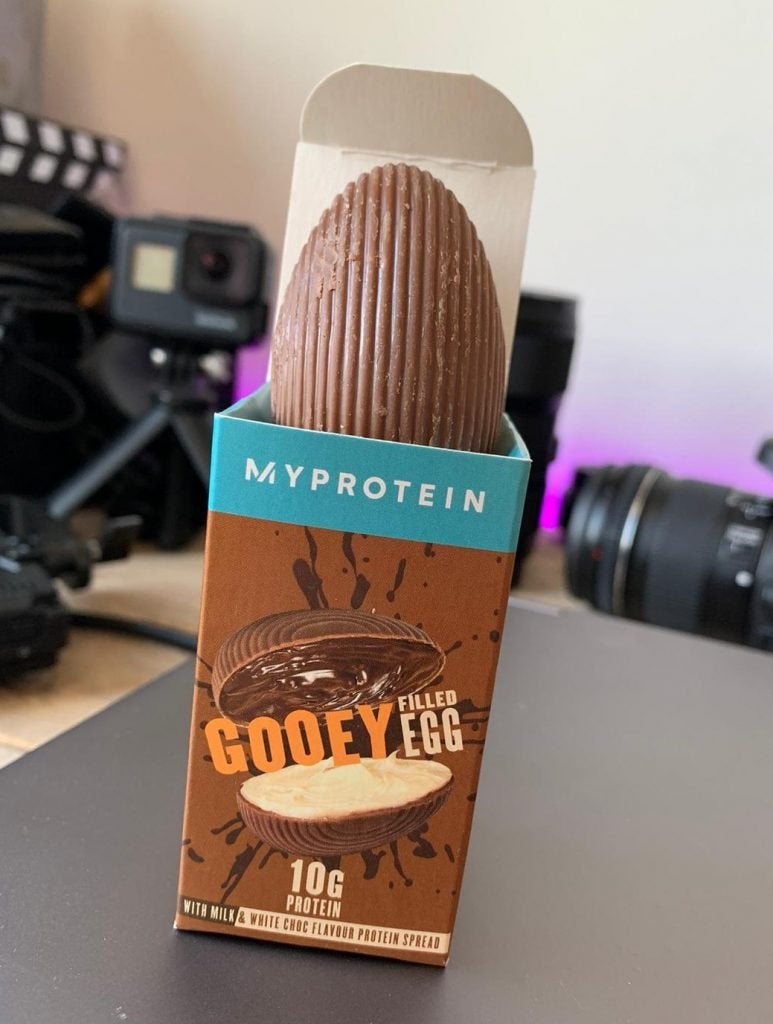 MYPROTEIN
GOOEY
FILLED
EGG
10G
PROTEIN
WITH MILK & WHITE CHOC FLAVOUR PROTEIN SPREAD